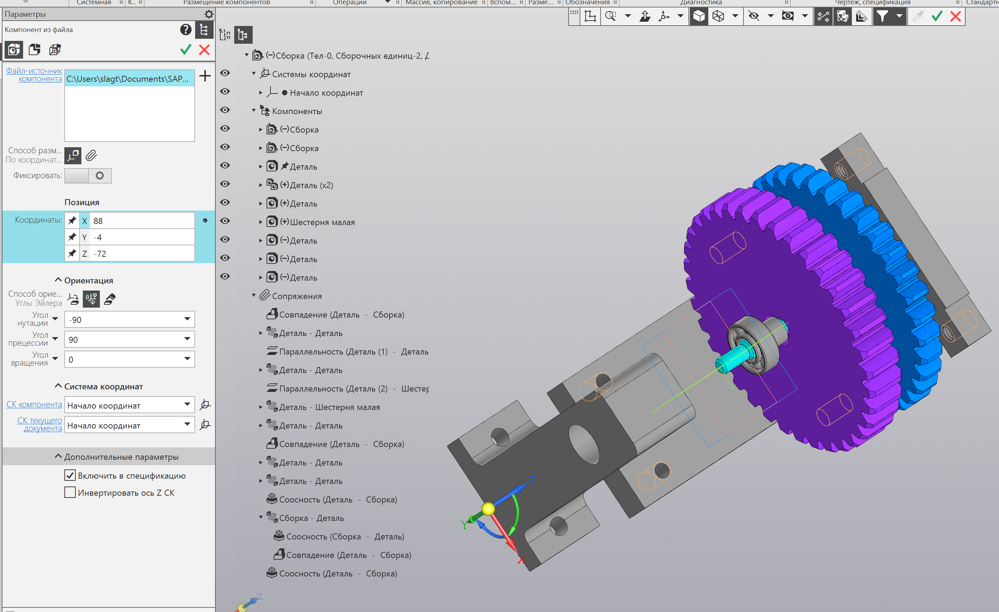 Системная
К..
Размещение компонентов
Операции
Массив, копирование
Вспом...
Разме...
Обозначения
Диагностика
Чертеж, спецификация
Параметры
Компонент из файла
Файл-источник
компонента
C:\Users\slagt\Documents\SAP...
Способ разм...
По координат...
Фиксировать:
Позиция
Координаты:
X 88
Y -4
Z -72
Ориентация
Способ орие...
Углы Эйлера
Угол
нутации
-90
Угол
прецессии
90
Угол
вращения
0
Система координат
СК компонента
Начало координат
СК текущего
документа
Начало координат
Дополнительные параметры
Включить в спецификацию
Инвертировать ось Z СК
(−)Сборка (Тел-0, Сборочных единиц-2, Д
Системы координат
Начало координат
Компоненты
(−)Сборка
(−)Сборка
Деталь
(+)Деталь (x2)
(+)Деталь
(+)Шестерня малая
(−)Деталь
(−)Деталь
(−)Деталь
Сопряжения
Совпадение (Деталь - Сборка)
Деталь - Деталь
Параллельность (Деталь (1) - Деталь
Деталь - Деталь
Параллельность (Деталь (2) - Шестер
Деталь - Шестерня малая
Деталь - Деталь
Совпадение (Деталь - Сборка)
Деталь - Деталь
Деталь - Деталь
Соосность (Деталь - Сборка)
Сборка - Деталь
Соосность (Сборка - Деталь)
Совпадение (Деталь - Сборка)
Соосность (Деталь - Сборка)
Z
Y
X
Z